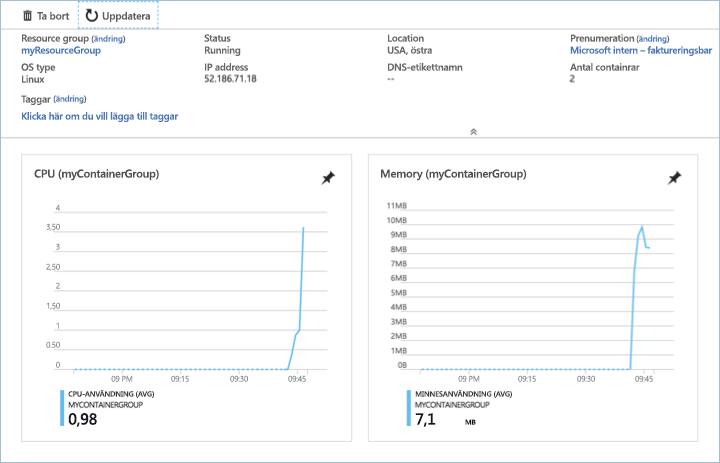 Ta bort Uppdatera
Resource group (ändring) Status Location Prenumeration (ändring)
myResourceGroup Running USA, östra Microsoft intern – faktureringsbar
OS type IP address DNS-etikettnamn Antal containrar
Linux 52.186.71.18 -- 2
Taggar (ändring)
Klicka här om du vill lägga till taggar
CPU (myContainerGroup)
4
3,50
3
2,50
2
1,50
1
0.50
0
09 PM 09:15 09:30 09:45
CPU-ANVÄNDNING (AVG)
MYCONTAINERGROUP
0,98
Memory (myContainerGroup)
11MB
10MB
9MB
8MB
7MB
6MB
5MB
4MB
3MB
2MB
1MB
0B
09 PM 09:15 09:30 09:45
MINNESANVÄNDNING (AVG)
MYCONTAINERGROUP
7,1 MB